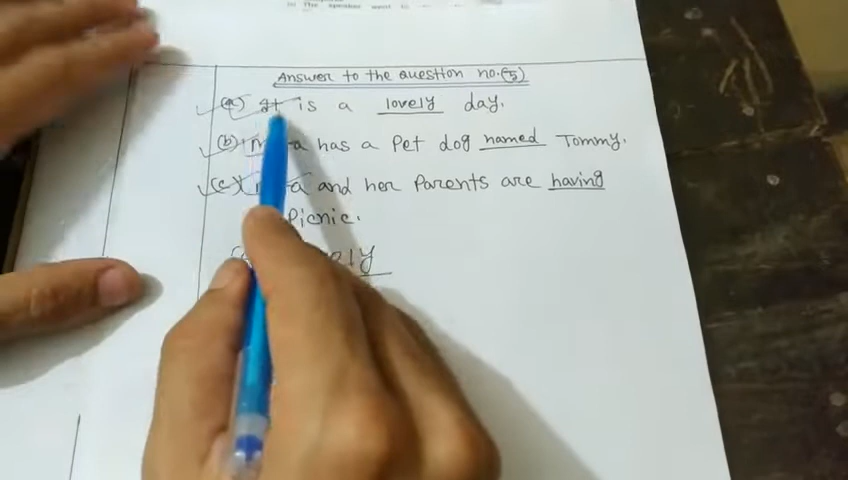 Answer to the question no.(5)
(a) It is a lovely day.
(b) has a Pet dog named Tommy.
(c) and her Parents are having
Picnic.